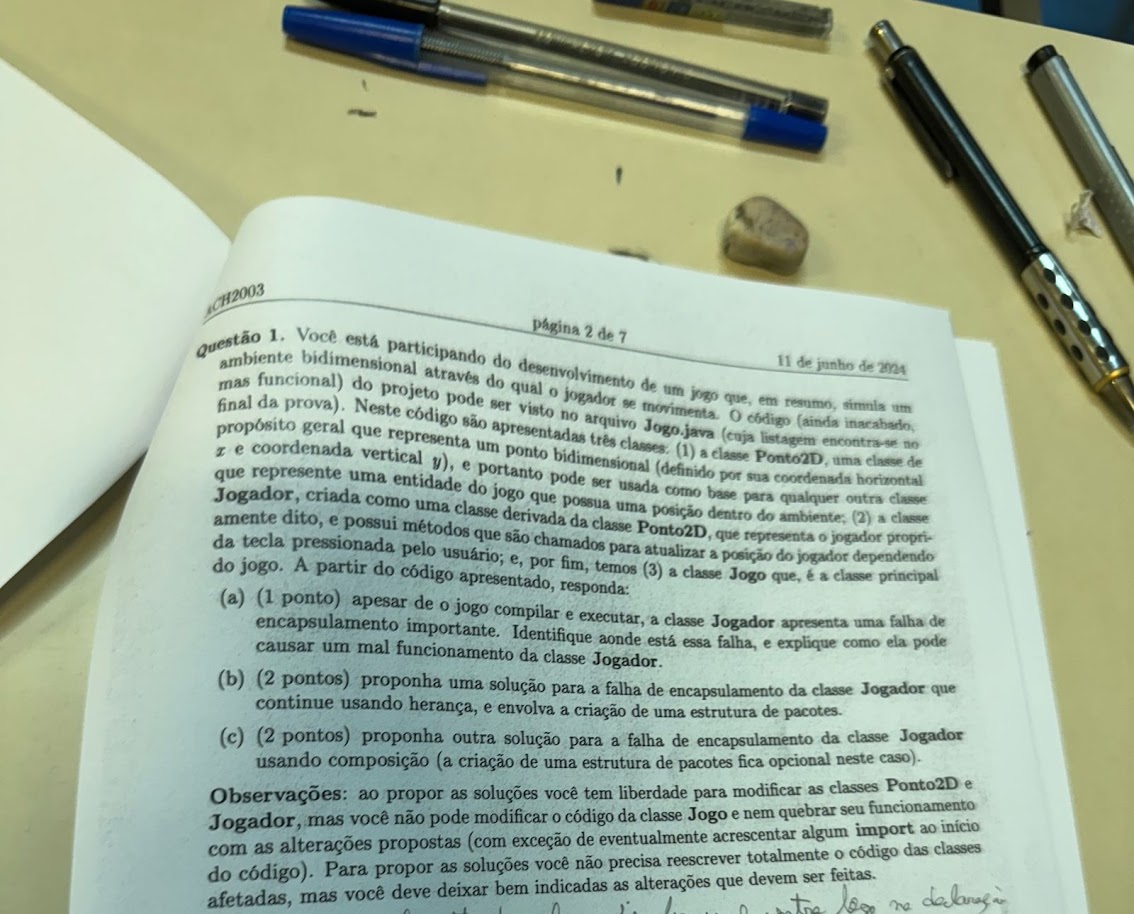 ACH2003
página 2 de 7
11 de junho de 2024
Questão 1. Você está participando do desenvolvimento de um jogo que, em resumo, simula um
ambiente bidimensional através do qual o jogador se movimenta. O código (ainda inacabado,
mas funcional) do projeto pode ser visto no arquivo Jogo.java (cuja listagem encontra-se no
final da prova). Neste código são apresentadas três classes: (1) a classe Ponto2D, uma classe de
propósito geral que representa um ponto bidimensional (definido por sua coordenada horizontal
x e coordenada vertical y), e portanto pode ser usada como base para qualquer outra classe
que represente uma entidade do jogo que possua uma posição dentro do ambiente; (2) a classe
Jogador, criada como uma classe derivada da classe Ponto2D, que representa o jogador propri-
amente dito, e possui métodos que são chamados para atualizar a posição do jogador dependendo
da tecla pressionada pelo usuário; e, por fim, temos (3) a classe Jogo que, é a classe principal
do jogo. A partir do código apresentado, responda:
(a) (1 ponto) apesar de o jogo compilar e executar, a classe Jogador apresenta uma falha de
encapsulamento importante. Identifique aonde está essa falha, e explique como ela pode
causar um mal funcionamento da classe Jogador.
(b) (2 pontos) proponha uma solução para a falha de encapsulamento da classe Jogador que
continue usando herança, e envolva a criação de uma estrutura de pacotes.
(c) (2 pontos) proponha outra solução para a falha de encapsulamento da classe Jogador
usando composição (a criação de uma estrutura de pacotes fica opcional neste caso).
Observações: ao propor as soluções você tem liberdade para modificar as classes Ponto2D e
Jogador, mas você não pode modificar o código da classe Jogo e nem quebrar seu funcionamento
com as alterações propostas (com exceção de eventualmente acrescentar algum import ao início
do código). Para propor as soluções você não precisa reescrever totalmente o código das classes
afetadas, mas você deve deixar bem indicadas as alterações que devem ser feitas.
logo na declaração